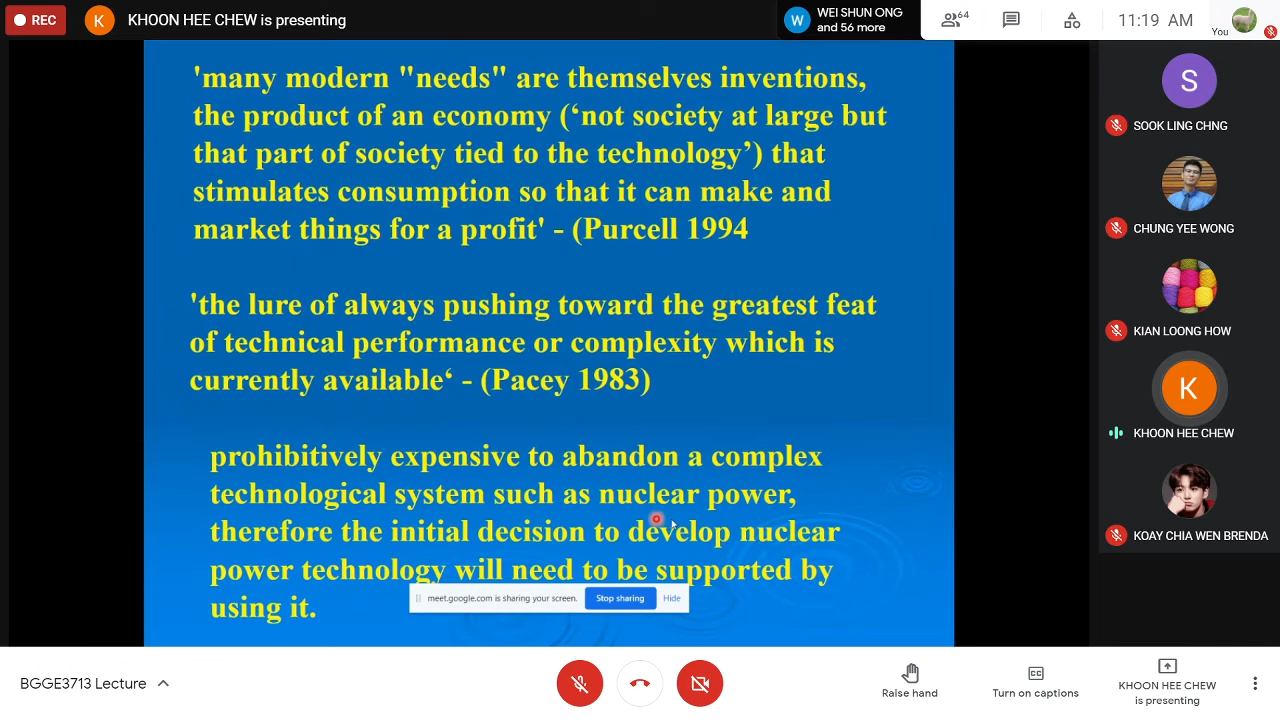 REC
K
KHOON HEE CHEW is presenting
W
WEI SHUN ONG
and 56 more
64
11:19 AM
You
'many modern "needs" are themselves inventions,
the product of an economy (‘not society at large but
that part of society tied to the technology’) that
stimulates consumption so that it can make and
market things for a profit' - (Purcell 1994
'the lure of always pushing toward the greatest feat
of technical performance or complexity which is
currently available‘ - (Pacey 1983)
prohibitively expensive to abandon a complex
technological system such as nuclear power,
therefore the initial decision to develop nuclear
power technology will need to be supported by
using it.
meet.google.com is sharing your screen.
Stop sharing
Hide
S
SOOK LING CHNG
CHUNG YEE WONG
KIAN LOONG HOW
K
KHOON HEE CHEW
KOAY CHIA WEN BRENDA
BGGE3713 Lecture
Raise hand
CC
Turn on captions
KHOON HEE CHEW
is presenting